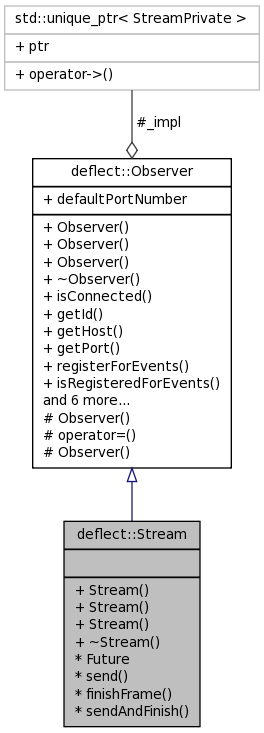 std::unique_ptr< StreamPrivate >
+ ptr
+ operator->()
#_impl
deflect::Observer
+ defaultPortNumber
+ Observer()
+ Observer()
+ Observer()
+ ~Observer()
+ isConnected()
+ getId()
+ getHost()
+ getPort()
+ registerForEvents()
+ isRegisteredForEvents()
and 6 more...
# Observer()
# operator=()
# Observer()
deflect::Stream
+ Stream()
+ Stream()
+ Stream()
+ ~Stream()
* Future
* send()
* finishFrame()
* sendAndFinish()